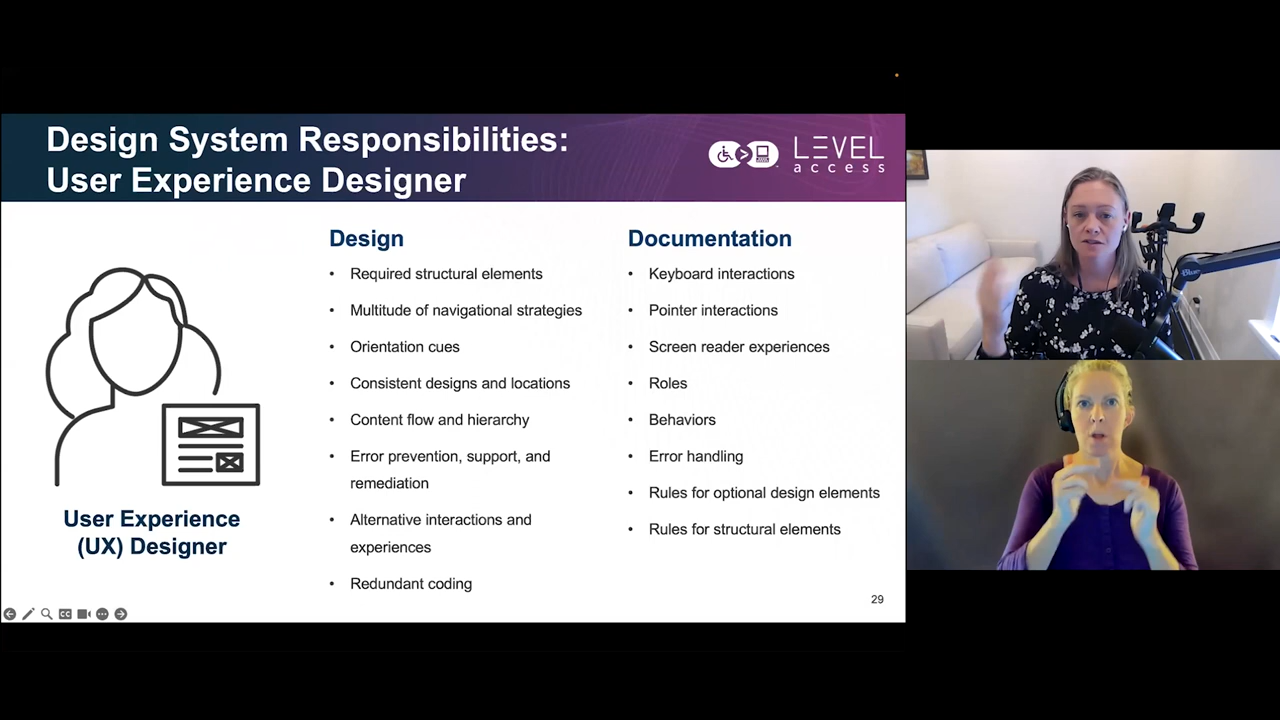 Design System Responsibilities:
User Experience Designer
LEVEL
access
User Experience
(UX) Designer
Design
• Required structural elements
• Multitude of navigational strategies
• Orientation cues
• Consistent designs and locations
• Content flow and hierarchy
• Error prevention, support, and
remediation
• Alternative interactions and
experiences
• Redundant coding
Documentation
• Keyboard interactions
• Pointer interactions
• Screen reader experiences
• Roles
• Behaviors
• Error handling
• Rules for optional design elements
• Rules for structural elements
29
CC
Blue